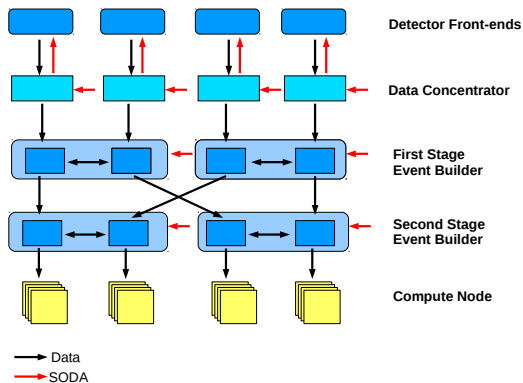 Detector Front-ends
Data Concentrator
First Stage
Event Builder
Second Stage
Event Builder
Compute Node
Data
SODA